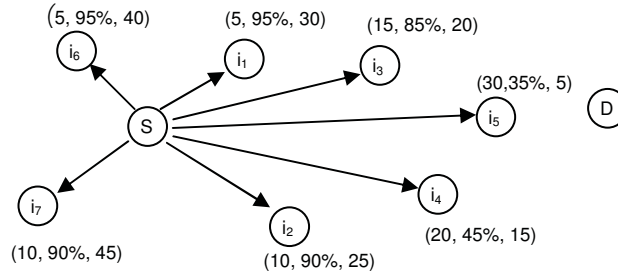 (5, 95%, 40)
(5, 95%, 30)
(15, 85%, 20)
i6
i1
i3
(30,35%, 5)
S
i5
D
i7
i2
i4
(10, 90%, 45)
(10, 90%, 25)
(20, 45%, 15)